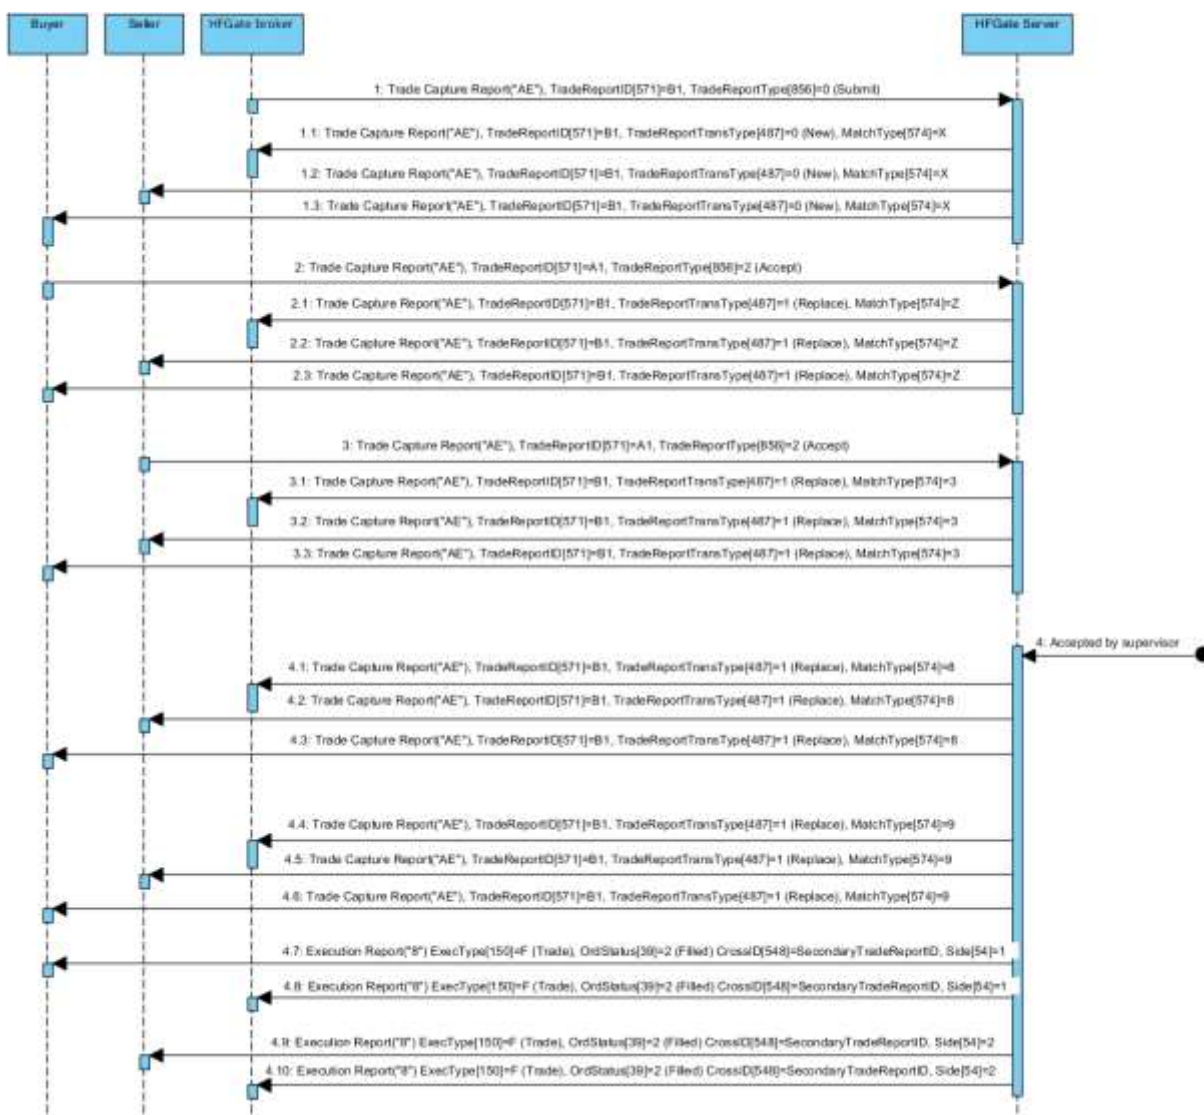 Buyer
Seller
HFGate broker
HFGate Server
1: Trade Capture Report("AE"), TradeReportID[571]=B1, TradeReportType[856]=0 (Submit)
1.1: Trade Capture Report("AE"), TradeReportID[571]=B1, TradeReportTransType[487]=0 (New), MatchType[574]=X
1.2: Trade Capture Report("AE"), TradeReportID[571]=B1, TradeReportTransType[487]=0 (New), MatchType[574]=X
1.3: Trade Capture Report("AE"), TradeReportID[571]=B1, TradeReportTransType[487]=0 (New), MatchType[574]=X
2: Trade Capture Report("AE"), TradeReportID[571]=A1, TradeReportType[856]=2 (Accept)
2.1: Trade Capture Report("AE"), TradeReportID[571]=B1, TradeReportTransType[487]=1 (Replace), MatchType[574]=Z
2.2: Trade Capture Report("AE"), TradeReportID[571]=B1, TradeReportTransType[487]=1 (Replace), MatchType[574]=Z
2.3: Trade Capture Report("AE"), TradeReportID[571]=B1, TradeReportTransType[487]=1 (Replace), MatchType[574]=Z
3: Trade Capture Report("AE"), TradeReportID[571]=A1, TradeReportType[856]=2 (Accept)
3.1: Trade Capture Report("AE"), TradeReportID[571]=B1, TradeReportTransType[487]=1 (Replace), MatchType[574]=3
3.2: Trade Capture Report("AE"), TradeReportID[571]=B1, TradeReportTransType[487]=1 (Replace), MatchType[574]=3
3.3: Trade Capture Report("AE"), TradeReportID[571]=B1, TradeReportTransType[487]=1 (Replace), MatchType[574]=3
4: Accepted by supervisor
4.1: Trade Capture Report("AE"), TradeReportID[571]=B1, TradeReportTransType[487]=1 (Replace), MatchType[574]=8
4.2: Trade Capture Report("AE"), TradeReportID[571]=B1, TradeReportTransType[487]=1 (Replace), MatchType[574]=8
4.3: Trade Capture Report("AE"), TradeReportID[571]=B1, TradeReportTransType[487]=1 (Replace), MatchType[574]=8
4.4: Trade Capture Report("AE"), TradeReportID[571]=B1, TradeReportTransType[487]=1 (Replace), MatchType[574]=9
4.5: Trade Capture Report("AE"), TradeReportID[571]=B1, TradeReportTransType[487]=1 (Replace), MatchType[574]=9
4.6: Trade Capture Report("AE"), TradeReportID[571]=B1, TradeReportTransType[487]=1 (Replace), MatchType[574]=9
4.7: Execution Report("8") ExecType[150]=F (Trade), OrdStatus[39]=2 (Filled) CrossID[548]=SecondaryTradeReportID, Side[54]=1
4.8: Execution Report("8") ExecType[150]=F (Trade), OrdStatus[39]=2 (Filled) CrossID[548]=SecondaryTradeReportID, Side[54]=1
4.9: Execution Report("8") ExecType[150]=F (Trade), OrdStatus[39]=2 (Filled) CrossID[548]=SecondaryTradeReportID, Side[54]=2
4.10: Execution Report("8") ExecType[150]=F (Trade), OrdStatus[39]=2 (Filled) CrossID[548]=SecondaryTradeReportID, Side[54]=2